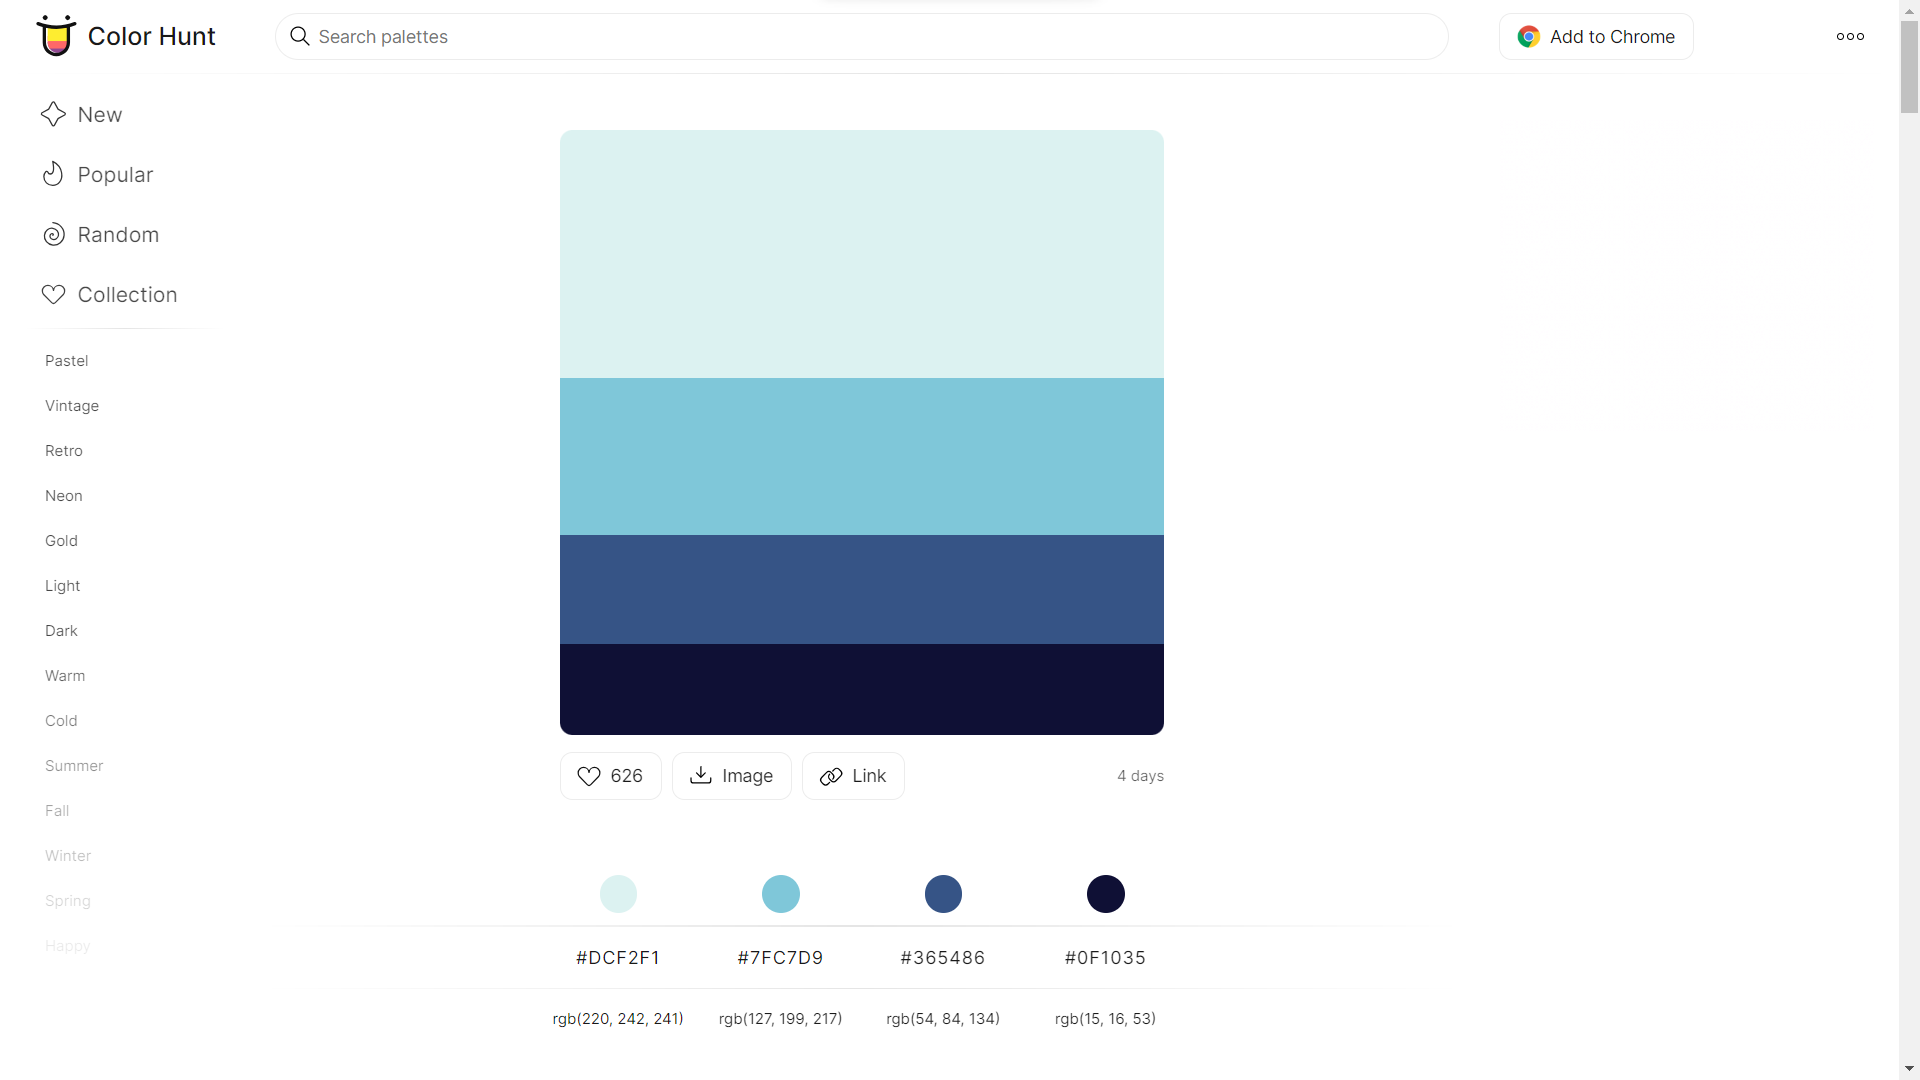 Color Hunt
Search palettes
Add to Chrome
New
Popular
Random
Collection
Pastel
Vintage
Retro
Neon
Gold
Light
Dark
Warm
Cold
Summer
Fall
Winter
Spring
Happy
626
Image
Link
4 days
#DCF2F1 #7FC7D9 #365486 #0F1035
rgb(220, 242, 241) rgb(127, 199, 217) rgb(54, 84, 134) rgb(15, 16, 53)